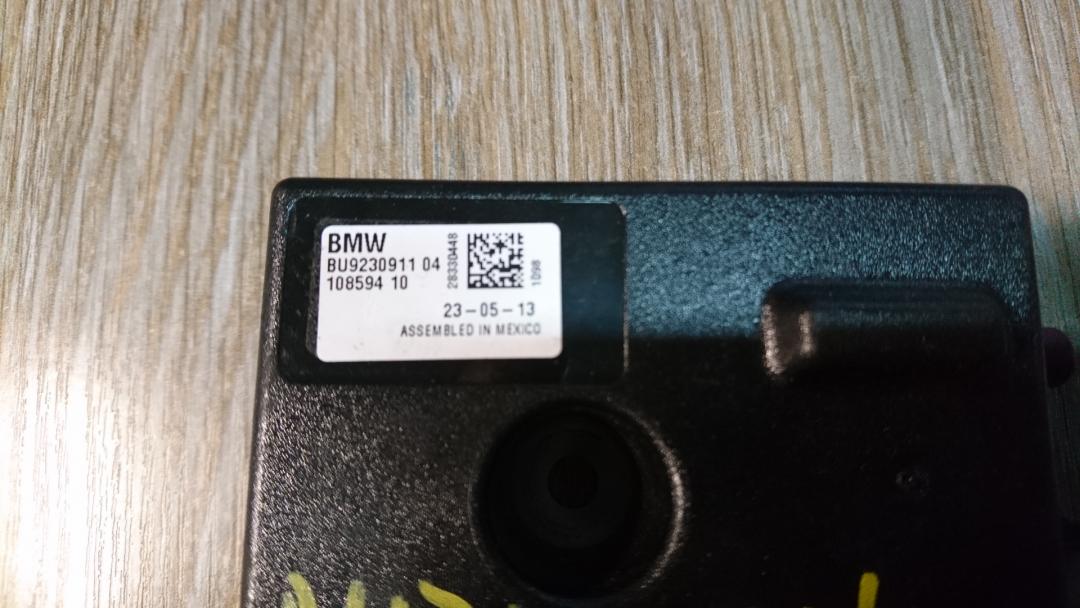 BMW
BU9230911 04
108594 10
28330448
1098
23-05-13
ASSEMBLED IN MEXICO